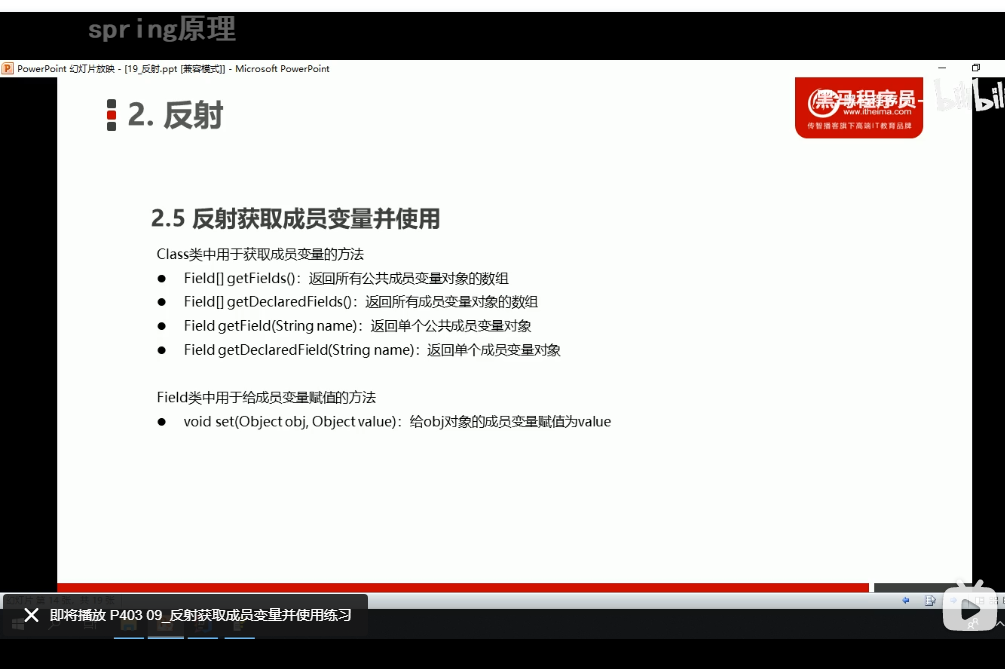 spring原理
PowerPoint 幻灯片放映 - [19_反射.ppt [兼容模式]] - Microsoft PowerPoint
2. 反射
黑马程序员
www.itheima.com
传智播客旗下高端IT教育品牌
2.5 反射获取成员变量并使用
Class类中用于获取成员变量的方法
● Field[] getFields()：返回所有公共成员变量对象的数组
● Field[] getDeclaredFields()：返回所有成员变量对象的数组
● Field getField(String name)：返回单个公共成员变量对象
● Field getDeclaredField(String name)：返回单个成员变量对象
Field类中用于给成员变量赋值的方法
● void set(Object obj, Object value)：给obj对象的成员变量赋值为value
即将播放 P403 09_反射获取成员变量并使用练习